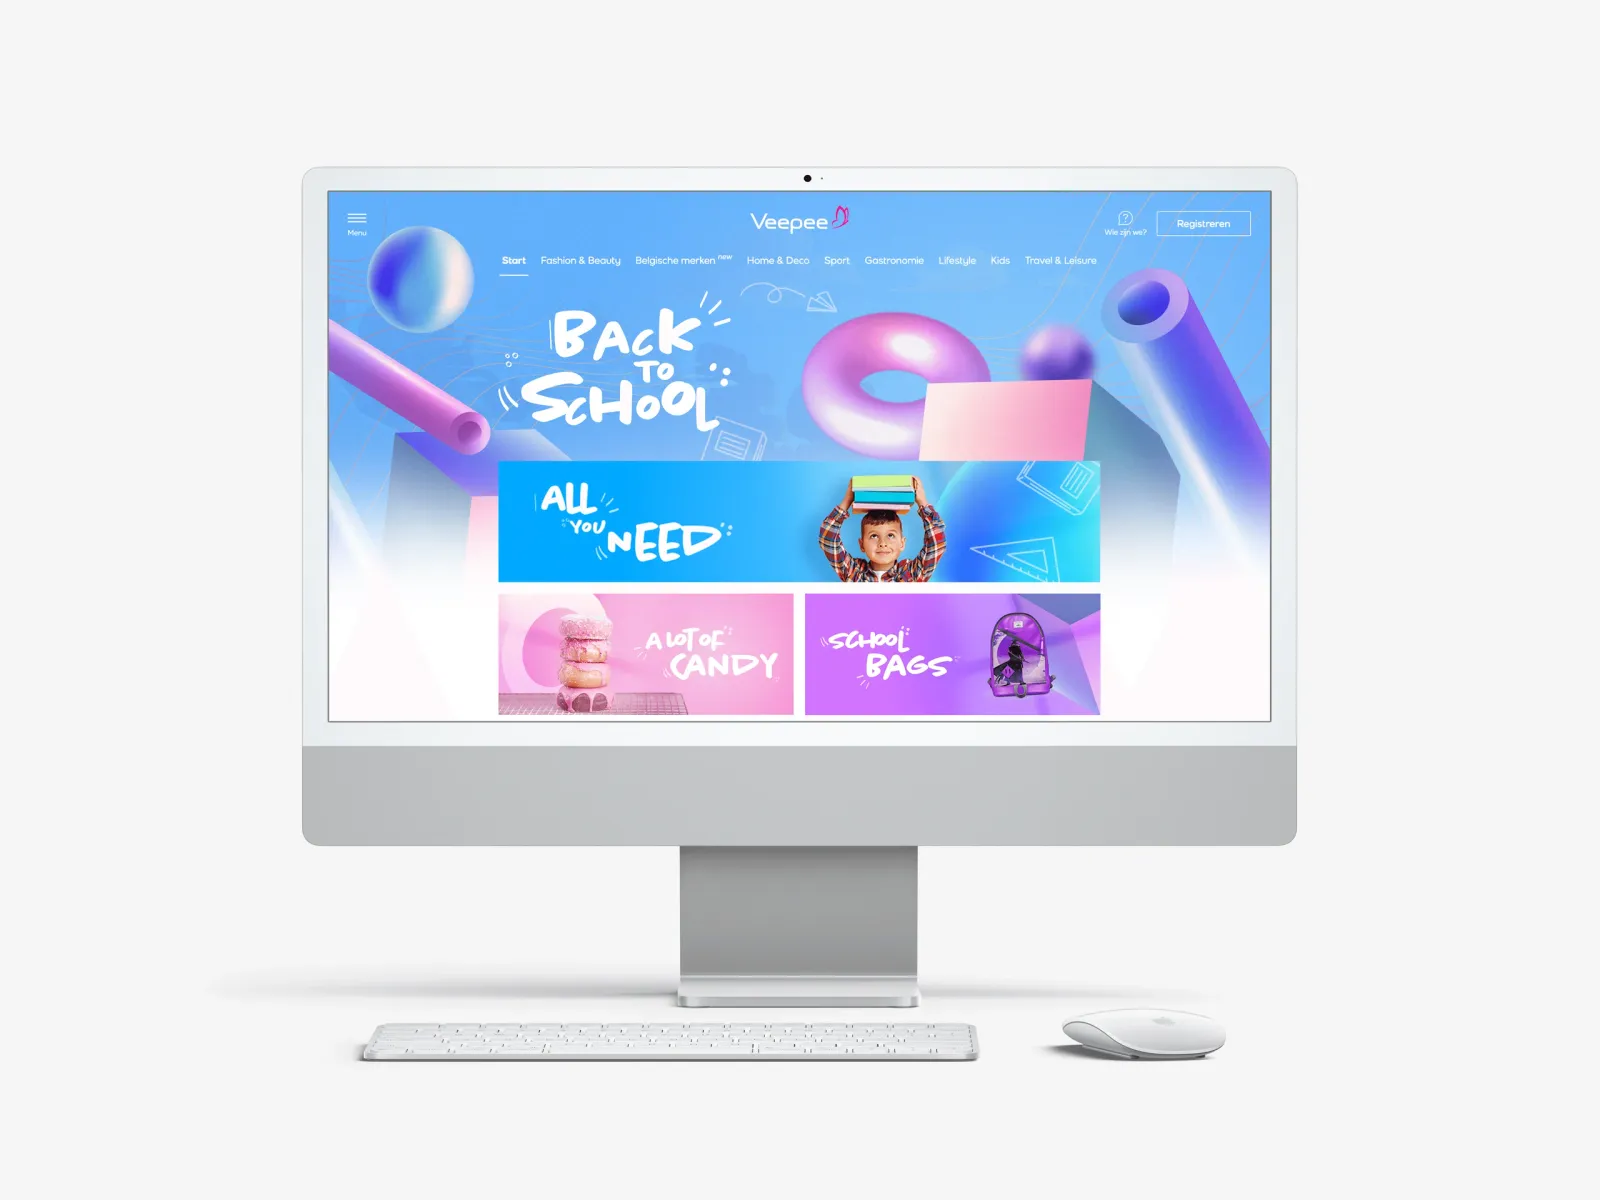 Menu
Veepee
Wie zijn we?
Registreren
Start Fashion & Beauty Belgische merken new Home & Deco Sport Gastronomie Lifestyle Kids Travel & Leisure
BACK
TO
SCHOOL
ALL
YOU
NEED
A LOT OF
CANDY
SCHOOL
BAGS